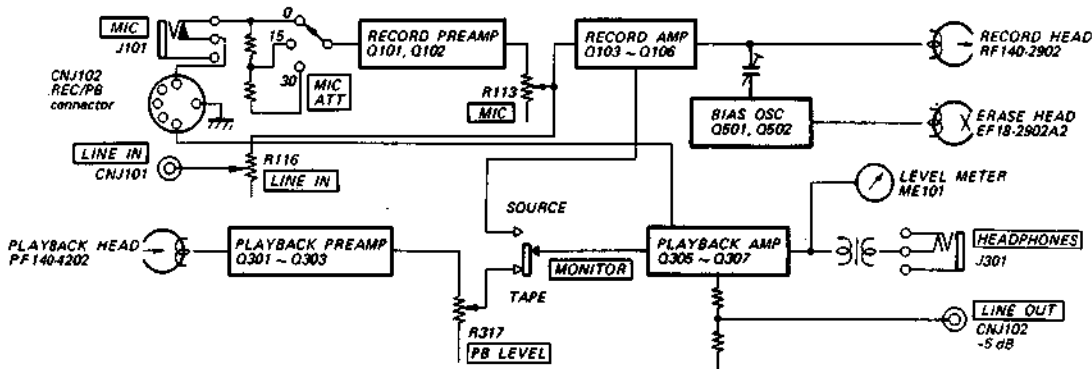 MIC
J101
0
15
30
MIC
ATT
RECORD PREAMP
Q101, Q102
R113
MIC
RECORD AMP
Q103 ~ Q106
RECORD HEAD
RF140-2902
CNJ102
REC/PB
connector
BIAS OSC
Q501, Q502
ERASE HEAD
EF18-2902A2
LINE IN
CNJ101
R116
LINE IN
LEVEL METER
ME101
SOURCE
PLAYBACK HEAD
PF140-4202
PLAYBACK PREAMP
Q301 ~ Q303
MONITOR
TAPE
R317
PB LEVEL
PLAYBACK AMP
Q305 ~ Q307
HEADPHONES
J301
LINE OUT
CNJ102
-5 dB